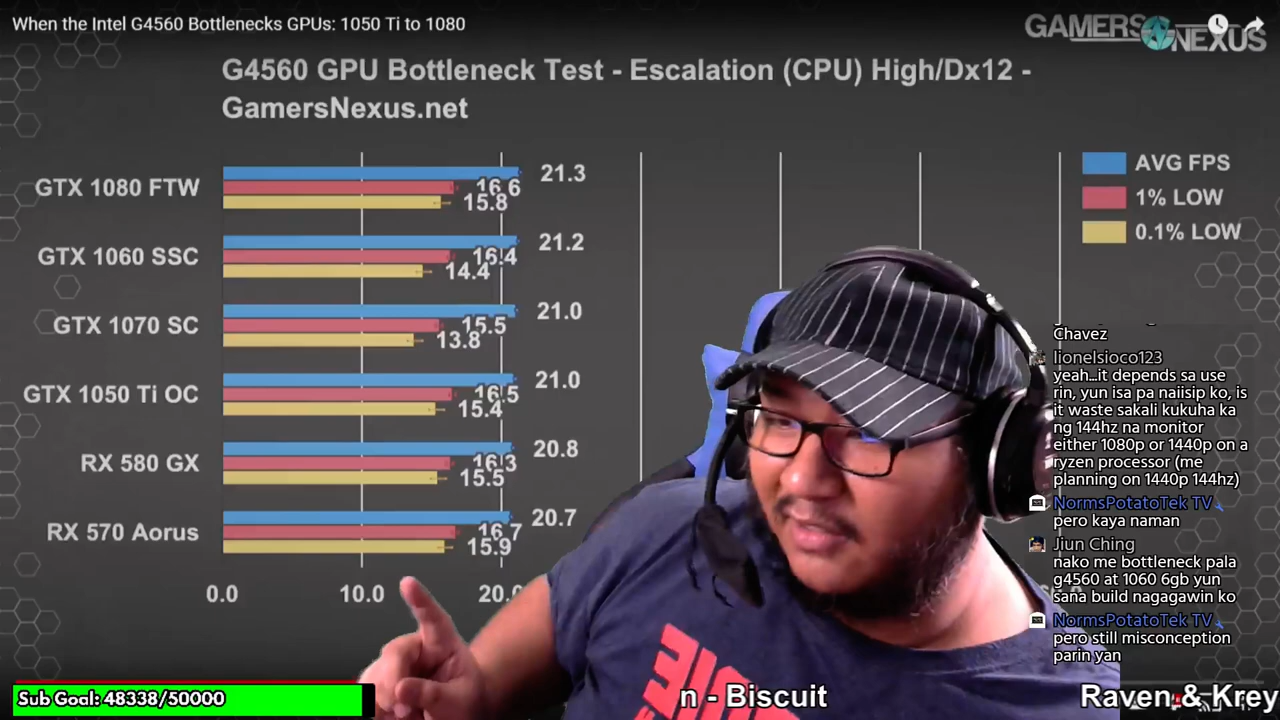 When the Intel G4560 Bottlenecks GPUs: 1050 Ti to 1080
GAMERS NEXUS
G4560 GPU Bottleneck Test - Escalation (CPU) High/Dx12 -
GamersNexus.net
AVG FPS
1% LOW
0.1% LOW
GTX 1080 FTW
21.3
16.6
15.8
GTX 1060 SSC
21.2
16.4
14.4
GTX 1070 SC
21.0
15.5
13.8
GTX 1050 Ti OC
21.0
16.5
15.4
RX 580 GX
20.8
16.3
15.5
RX 570 Aorus
20.7
16.7
15.9
0.0 10.0 20.0
Chavez
lionelsioco123
yeah...it depends sa use
rin, yun isa pa naiisip ko, is
it waste sakali kukuha ka
ng 144hz na monitor
either 1080p or 1440p on a
ryzen processor (me
planning on 1440p 144hz)
NormsPotatoTek TV
pero kaya naman
Jiun Ching
nako me bottleneck pala
g4560 at 1060 6gb yun
sana build nagagawin ko
NormsPotatoTek TV
pero still misconception
parin yan
Sub Goal: 48338/50000
n - Biscuit
Raven & Krey